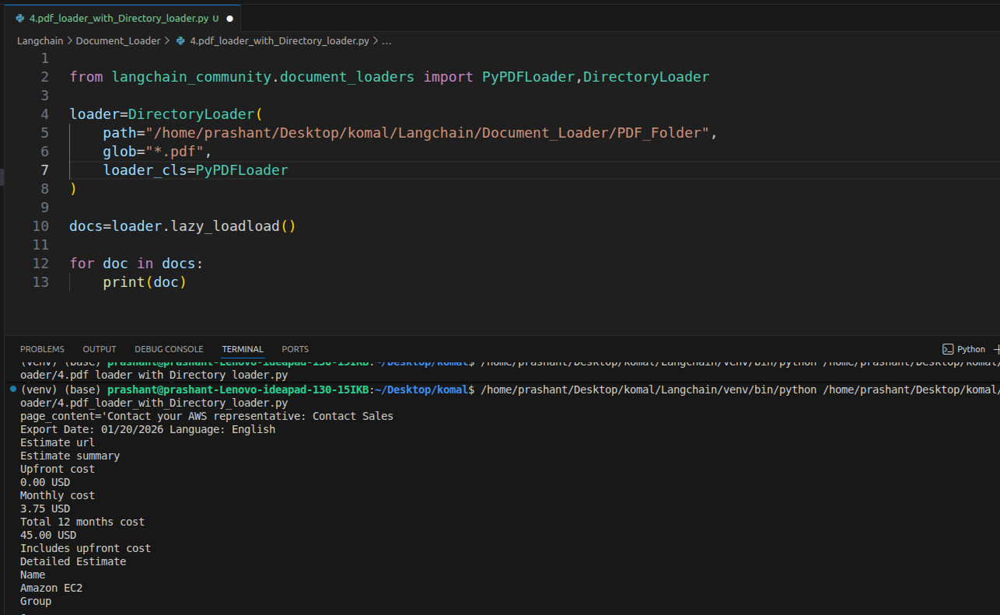 4.pdf_loader_with_Directory_loader.py U ●
Langchain > Document_Loader > 4.pdf_loader_with_Directory_loader.py > ...
1
2 from langchain_community.document_loaders import PyPDFLoader,DirectoryLoader
3
4 loader=DirectoryLoader(
5     path="/home/prashant/Desktop/komal/Langchain/Document_Loader/PDF_Folder",
6     glob="*.pdf",
7     loader_cls=PyPDFLoader
8 )
9
10 docs=loader.lazy_loadload()
11
12 for doc in docs:
13     print(doc)
PROBLEMS OUTPUT DEBUG CONSOLE TERMINAL PORTS Python
(venv) (base) prashant@prashant-Lenovo-ideapad-130-15IKB:~/Desktop/komal$ /home/prashant/Desktop/komal/Langchain/venv/bin/python /home/prashant/Desktop/komal/
oader/4.pdf loader with Directory loader.py
(venv) (base) prashant@prashant-Lenovo-ideapad-130-15IKB:~/Desktop/komal$ /home/prashant/Desktop/komal/Langchain/venv/bin/python /home/prashant/Desktop/komal/
oader/4.pdf_loader_with_Directory_loader.py
page_content='Contact your AWS representative: Contact Sales
Export Date: 01/20/2026 Language: English
Estimate url
Estimate summary
Upfront cost
0.00 USD
Monthly cost
3.75 USD
Total 12 months cost
45.00 USD
Includes upfront cost
Detailed Estimate
Name
Amazon EC2
Group